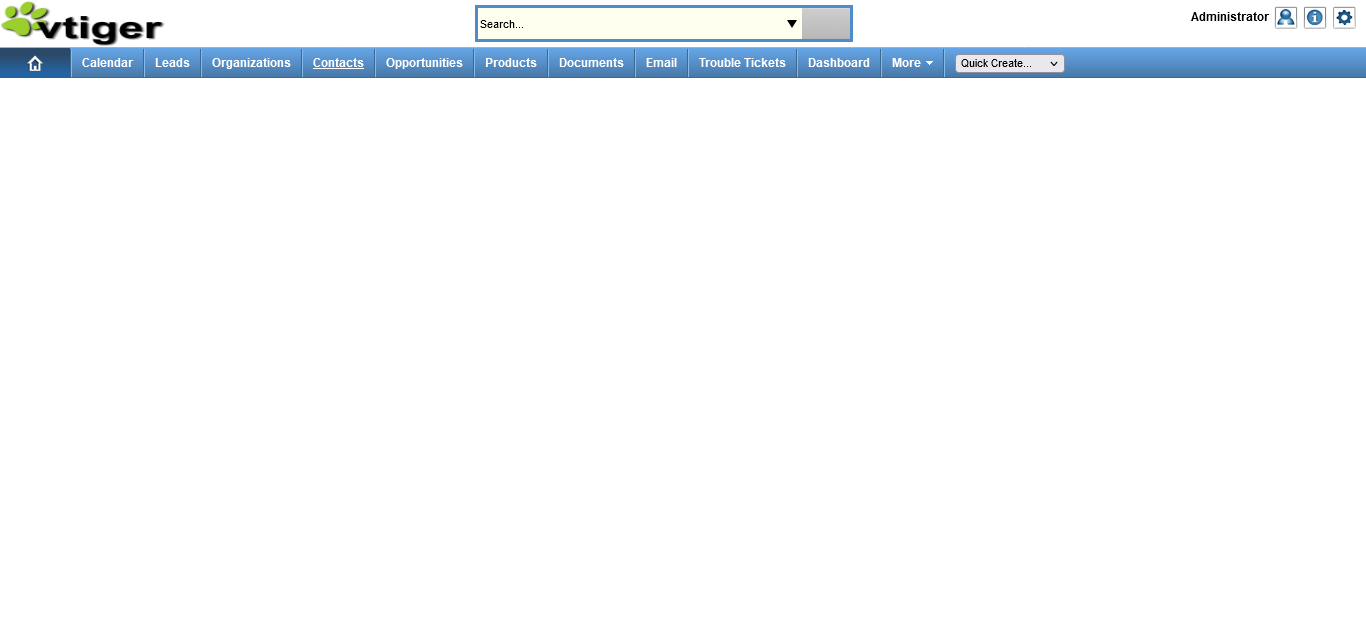 vtiger
Search...
Administrator
Calendar
Leads
Organizations
Contacts
Opportunities
Products
Documents
Email
Trouble Tickets
Dashboard
More
Quick Create...